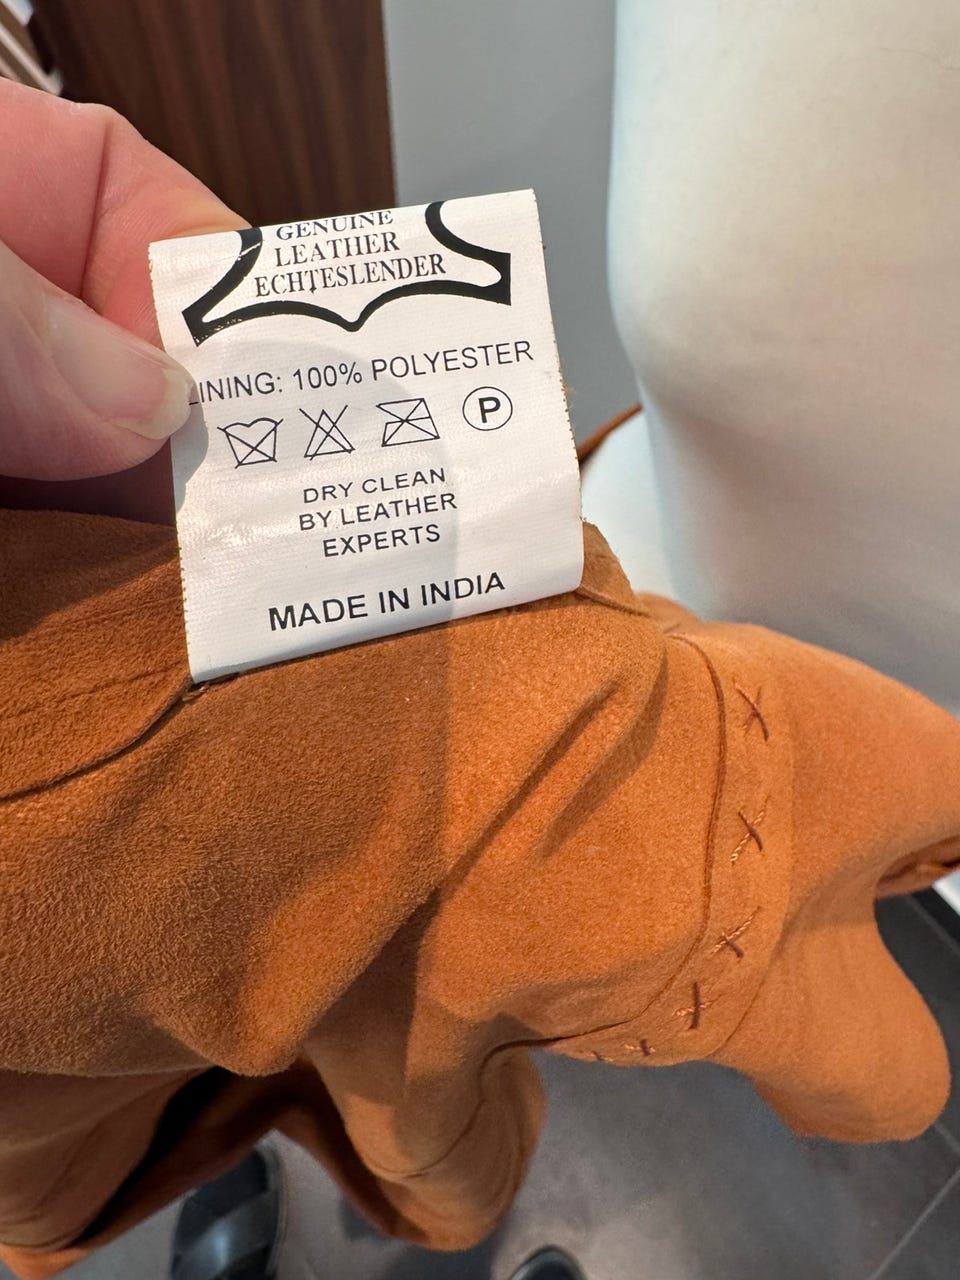 GENUINE
LEATHER
ECHTESLENDER
LINING: 100% POLYESTER
P
DRY CLEAN
BY LEATHER
EXPERTS
MADE IN INDIA